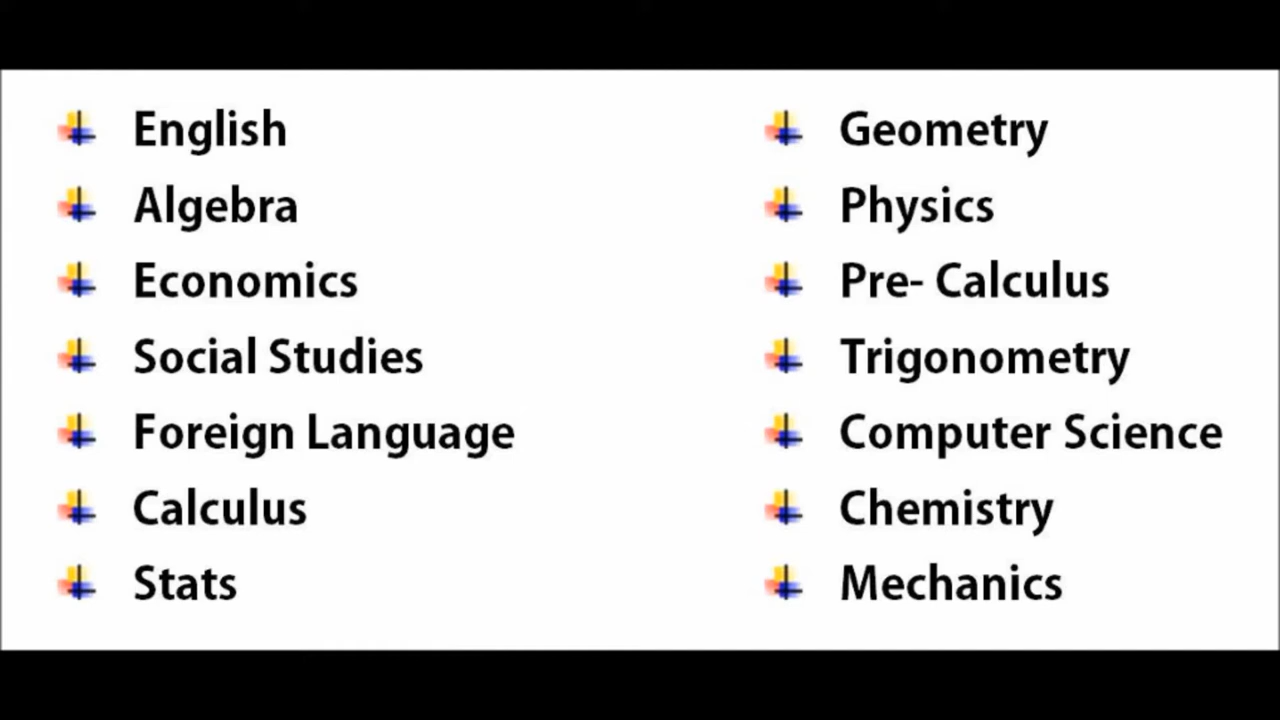 English
Algebra
Economics
Social Studies
Foreign Language
Calculus
Stats
Geometry
Physics
Pre- Calculus
Trigonometry
Computer Science
Chemistry
Mechanics